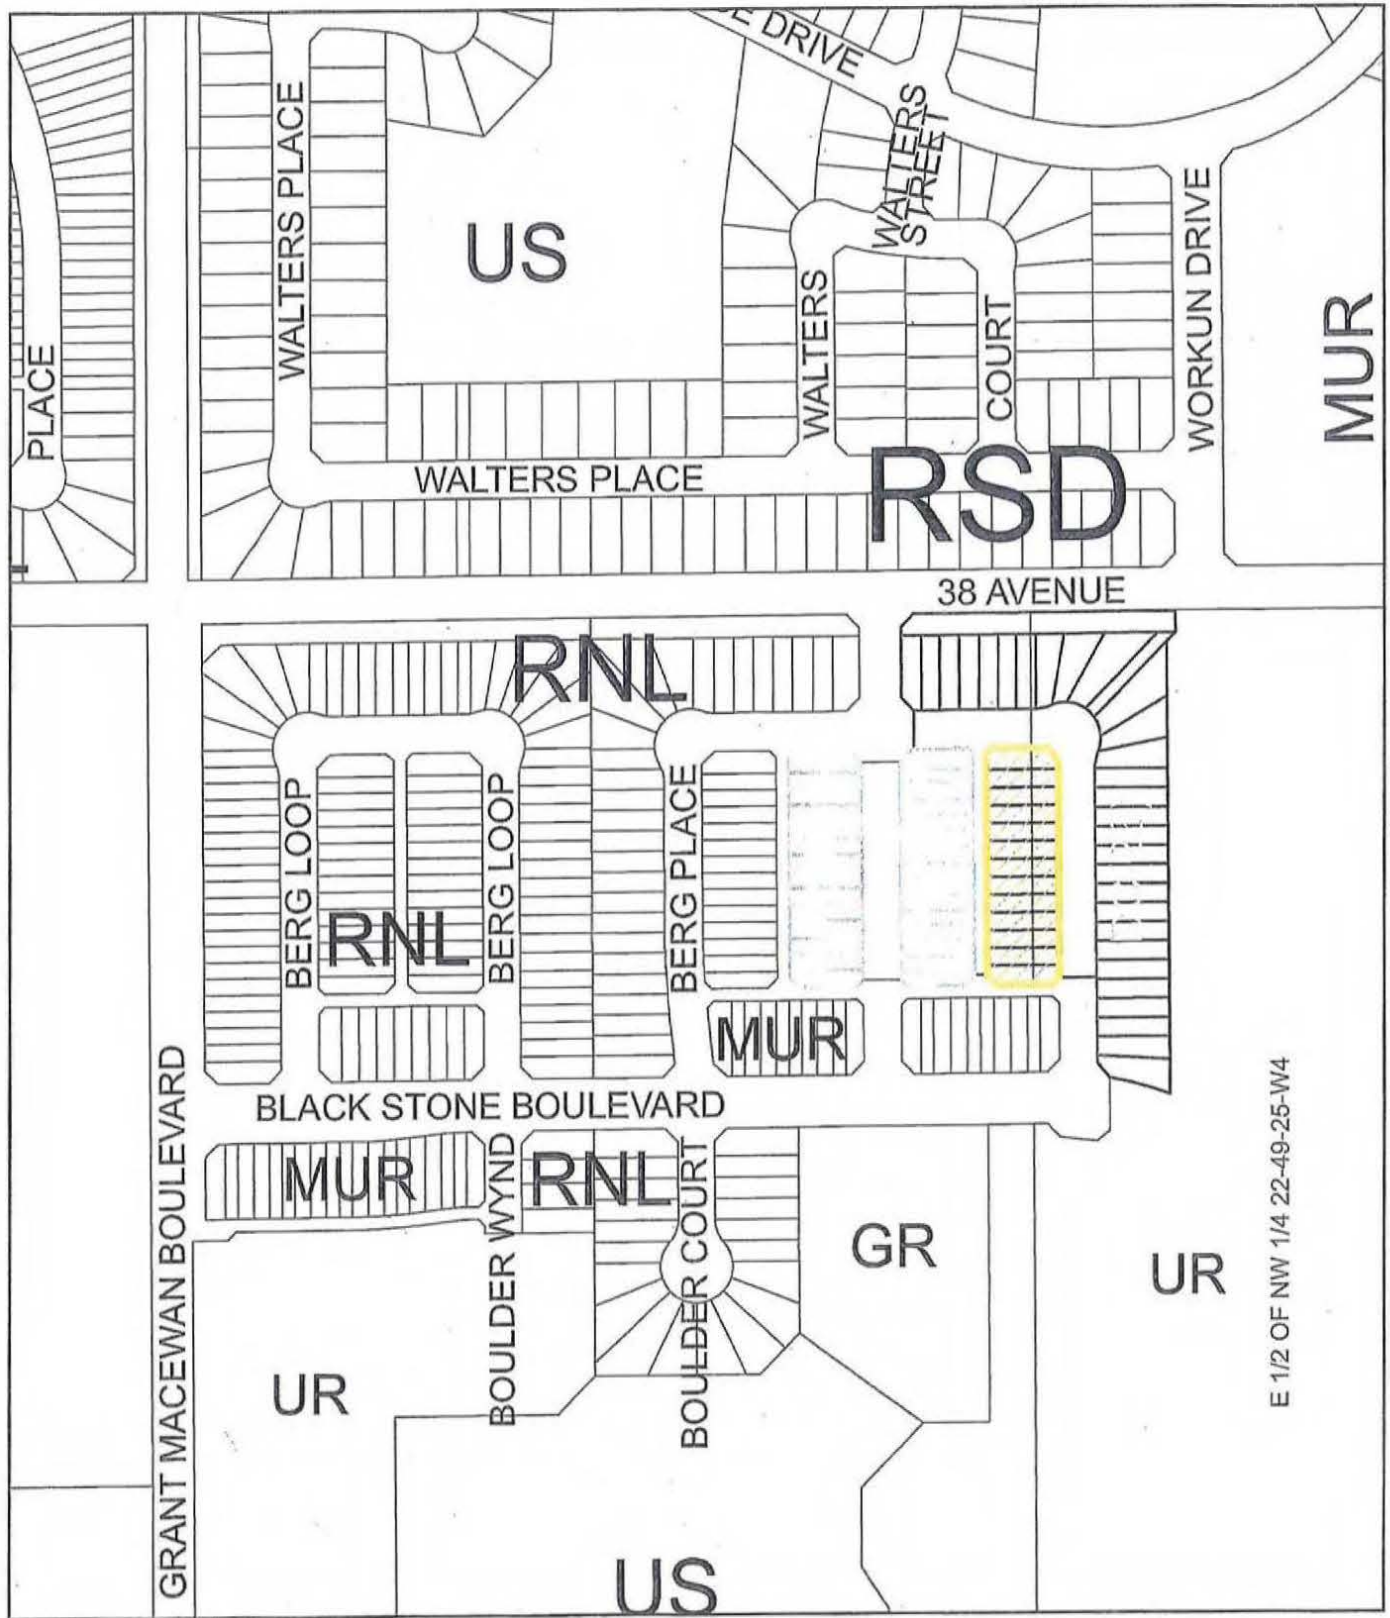 DRIVE
WALTERS
STREET
WALTERS PLACE
US
WORKUN DRIVE
MUR
PLACE
WALTERS
COURT
WALTERS PLACE
RSD
38 AVENUE
RNL
BERG LOOP
RNL
BERG LOOP
BERG PLACE
MUR
BLACK STONE BOULEVARD
GRANT MACEWAN BOULEVARD
MUR
BOULDER WYND
RNL
BOULDER COURT
GR
UR
E 1/2 OF NW 1/4 22-49-25-W4
UR
US